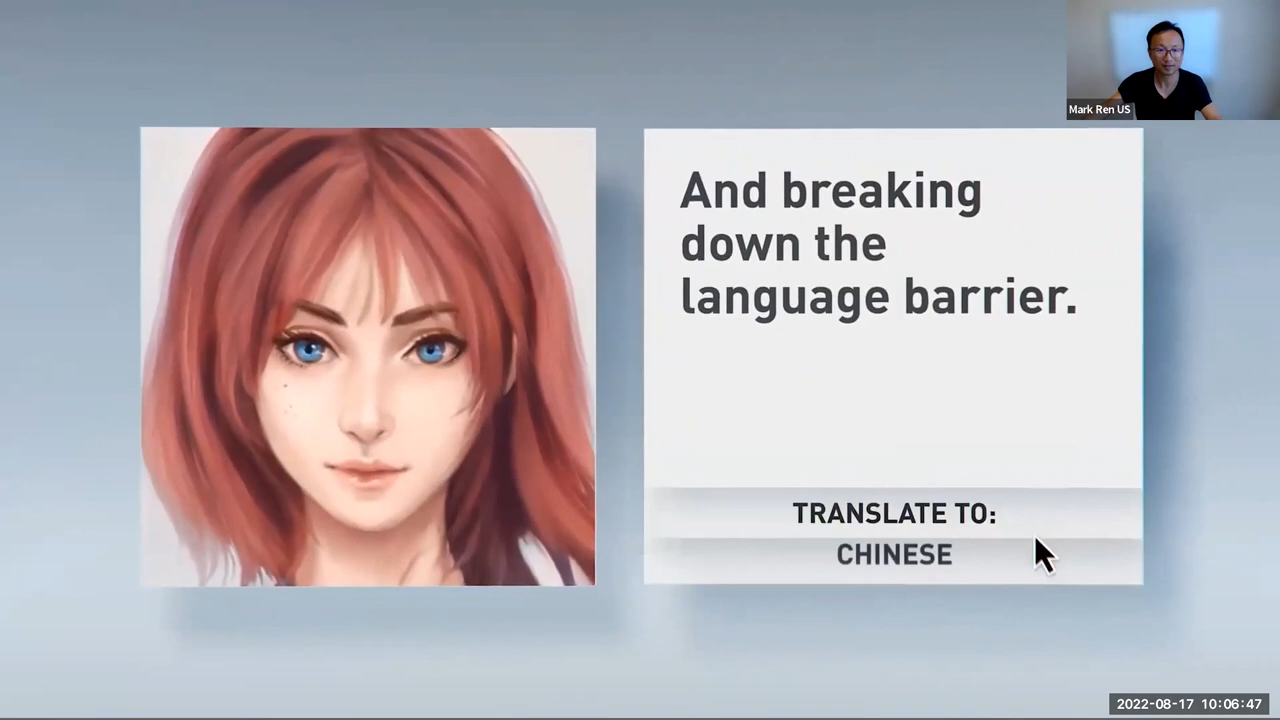 Mark Ren US
And breaking
down the
language barrier.
TRANSLATE TO:
CHINESE
2022-08-17 10:06:47